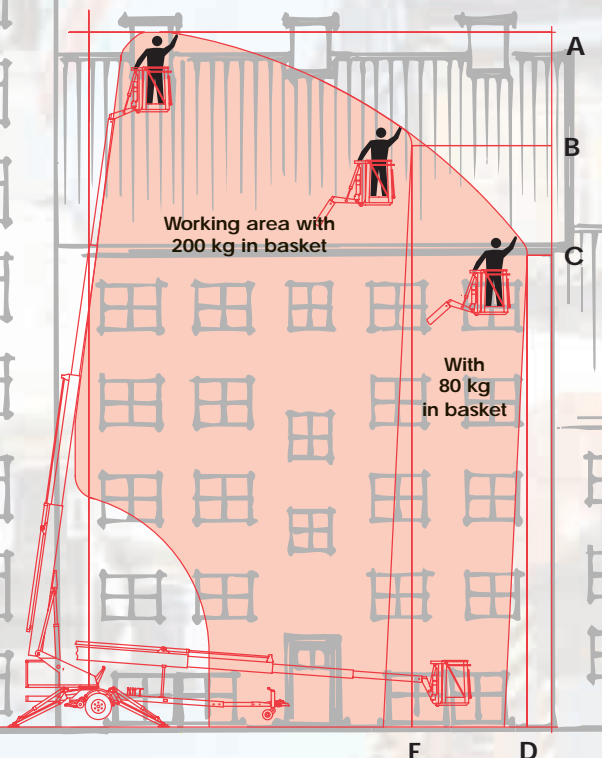 A
B
Working area with
200 kg in basket
C
With
80 kg
in basket
D